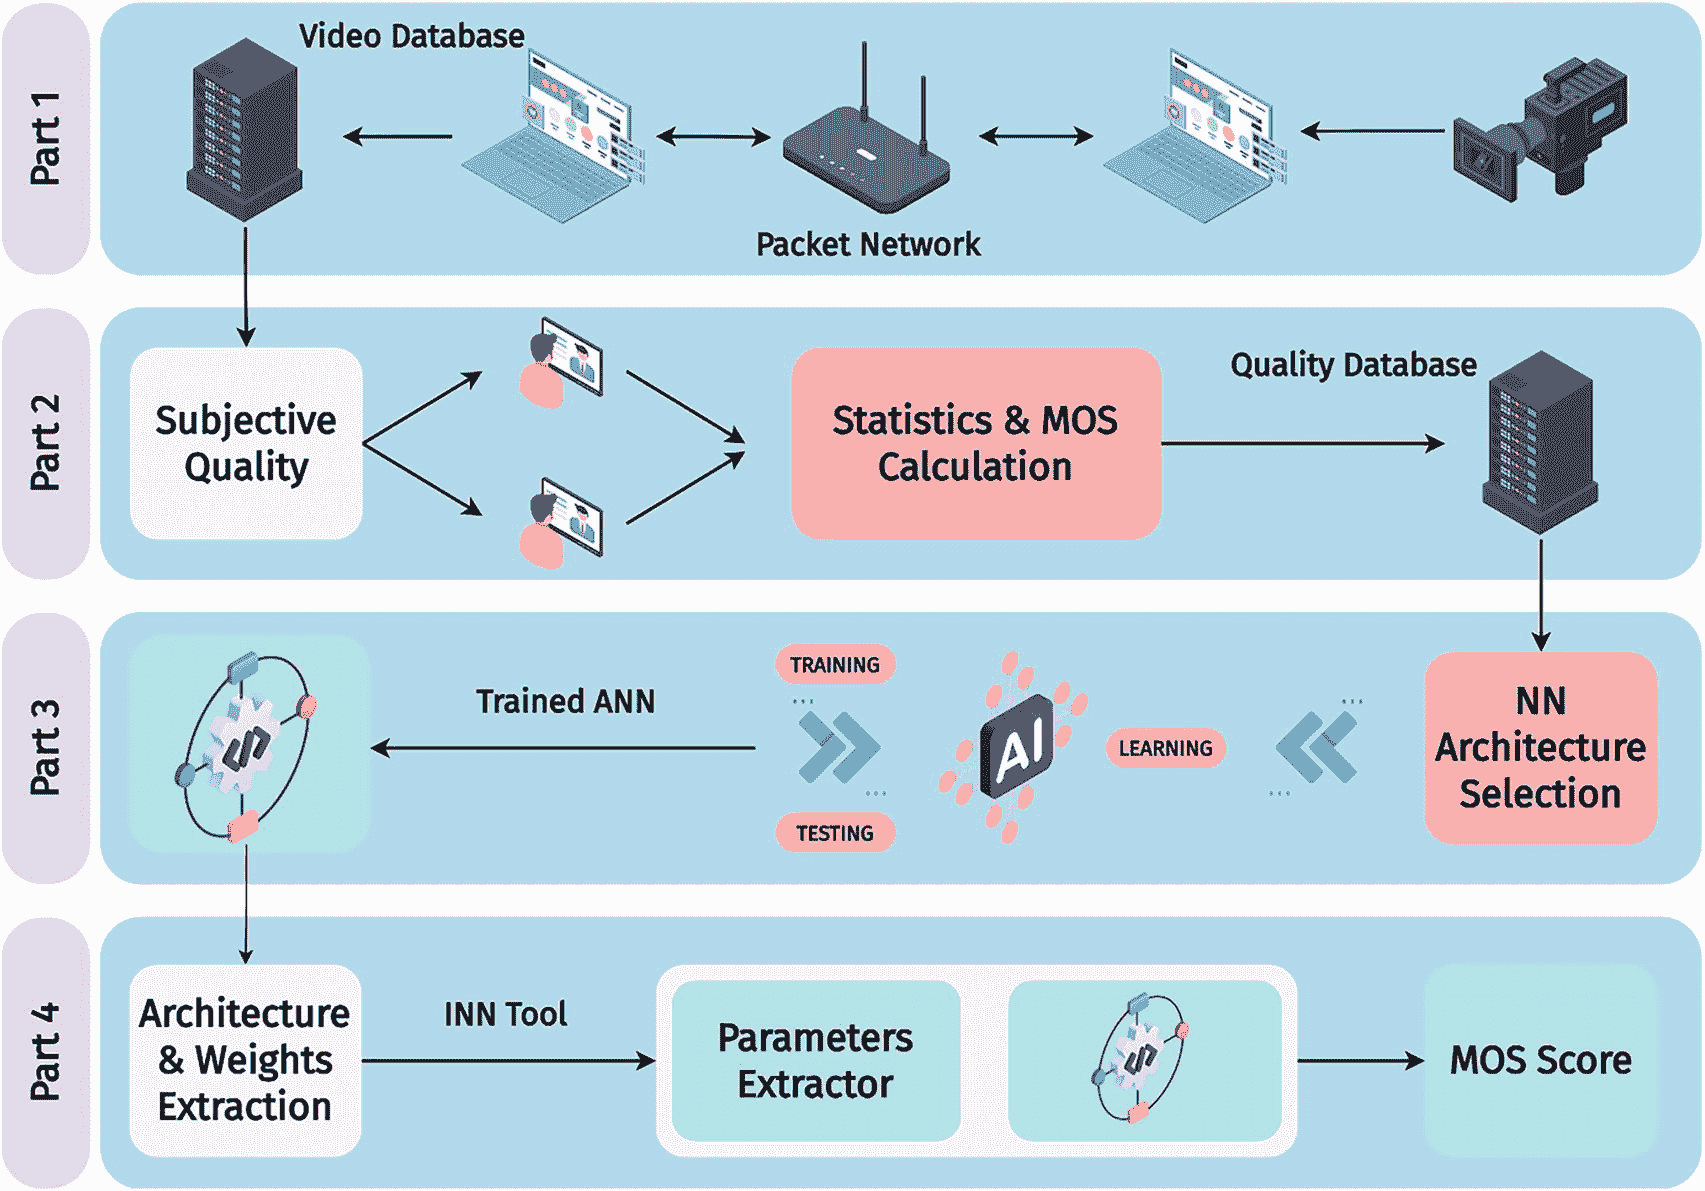 Part 1
Video Database
Packet Network
Part 2
Subjective
Quality
Statistics & MOS
Calculation
Quality Database
Part 3
Trained ANN
TRAINING
TESTING
AI
LEARNING
NN
Architecture
Selection
Part 4
Architecture
& Weights
Extraction
INN Tool
Parameters
Extractor
MOS Score